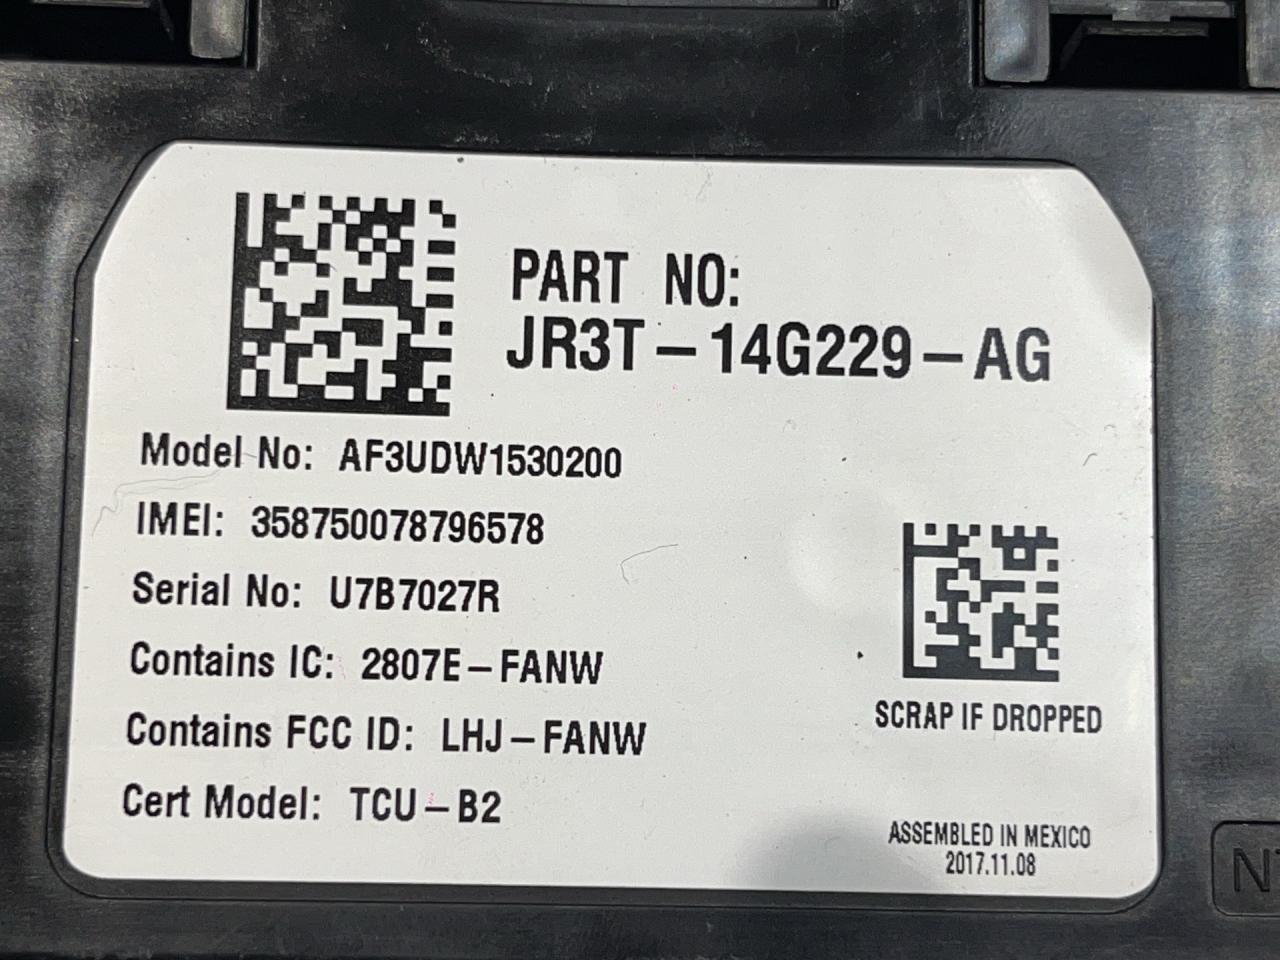 PART NO:
JR3T-14G229-AG
Model No: AF3UDW1530200
IMEI: 358750078796578
Serial No: U7B7027R
Contains IC: 2807E-FANW
Contains FCC ID: LHJ-FANW
Cert Model: TCU-B2
SCRAP IF DROPPED
ASSEMBLED IN MEXICO
2017.11.08